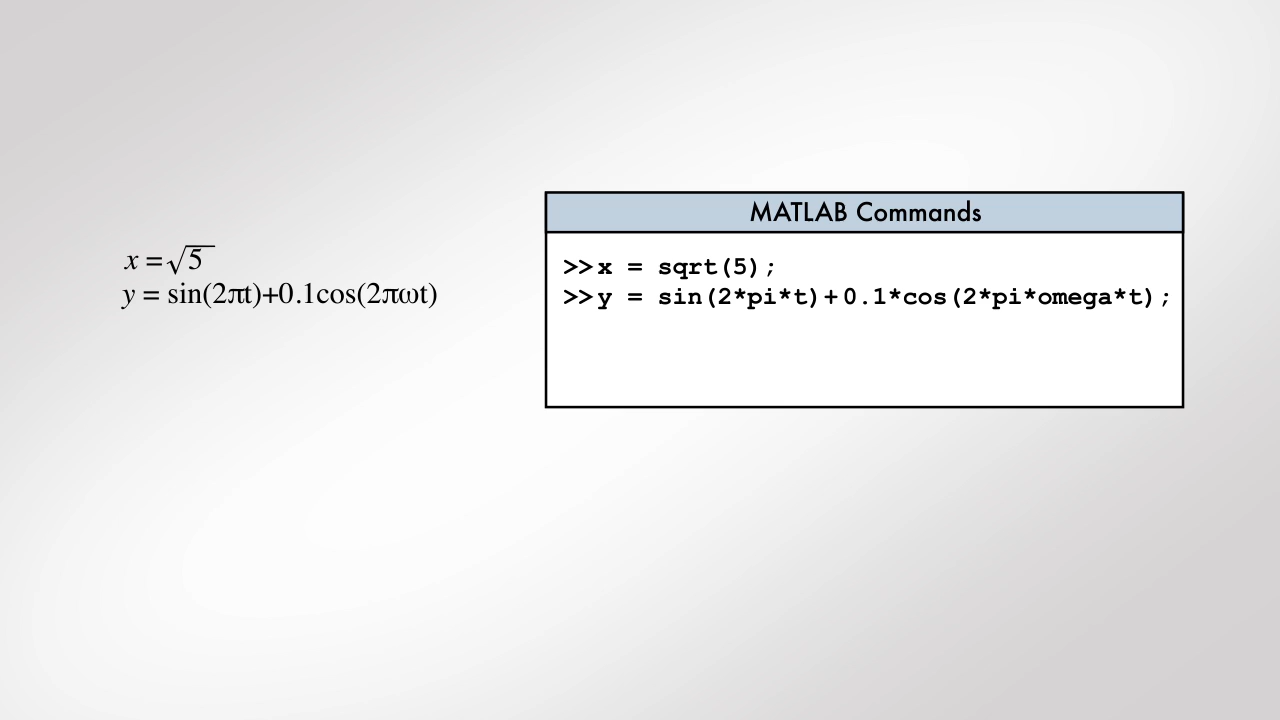 x = √5
y = sin(2πt)+0.1cos(2πωt)
MATLAB Commands
>>x = sqrt(5);
>>y = sin(2*pi*t)+0.1*cos(2*pi*omega*t);